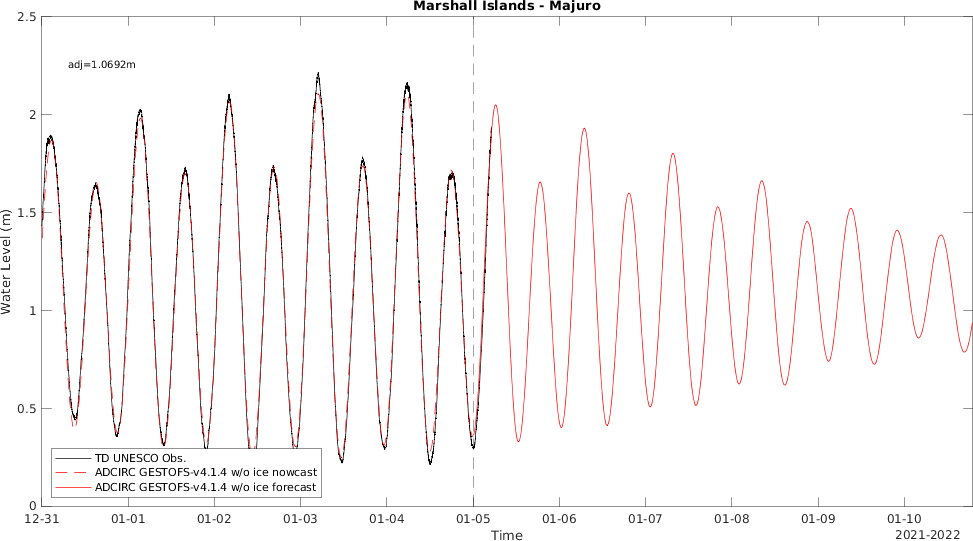 Marshall Islands - Majuro
2.5
adj=1.0692m
2
1.5
Water Level (m)
1
0.5
TD UNESCO Obs.
ADCIRC GESTOFS-v4.1.4 w/o ice nowcast
ADCIRC GESTOFS-v4.1.4 w/o ice forecast
0
12-31 01-01 01-02 01-03 01-04 01-05 01-06 01-07 01-08 01-09 01-10
Time
2021-2022